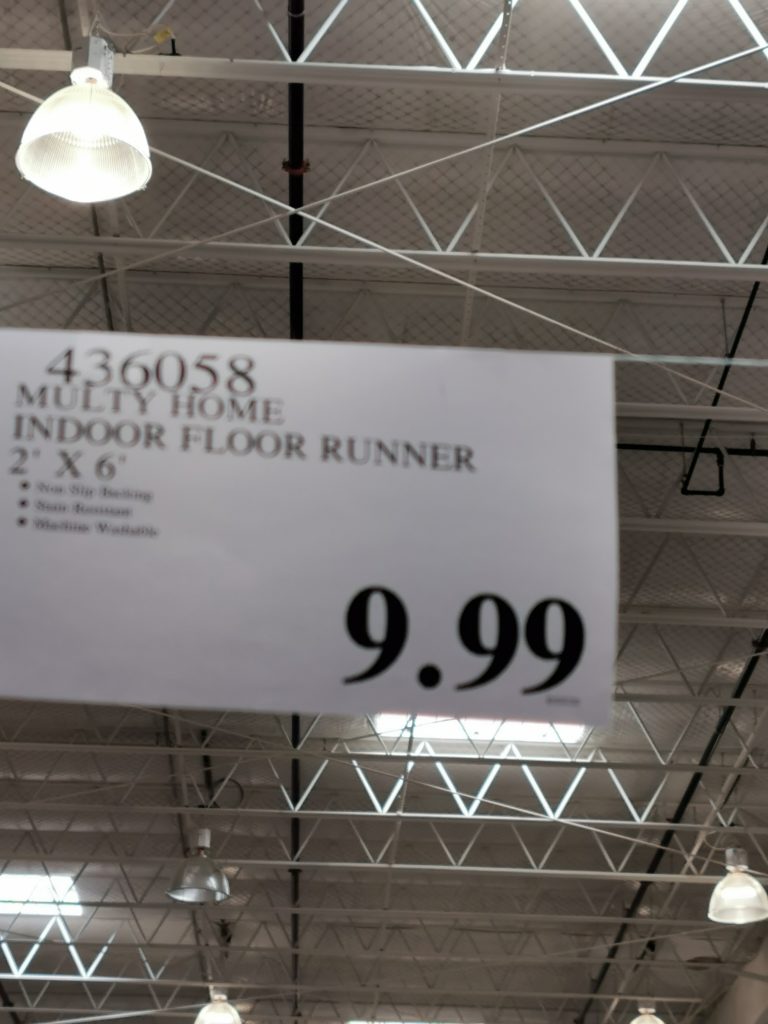 436058
MULTY HOME
INDOOR FLOOR RUNNER
2' X 6'
• Non Slip Backing
• Stain Resistant
• Machine Washable
9.99